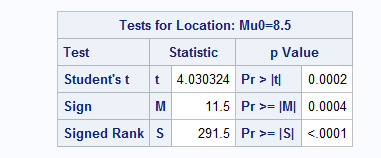 Tests for Location: Mu0=8.5
Test Statistic p Value
Student's t t 4.030324 Pr > |t| 0.0002
Sign M 11.5 Pr >= |M| 0.0004
Signed Rank S 291.5 Pr >= |S| <.0001